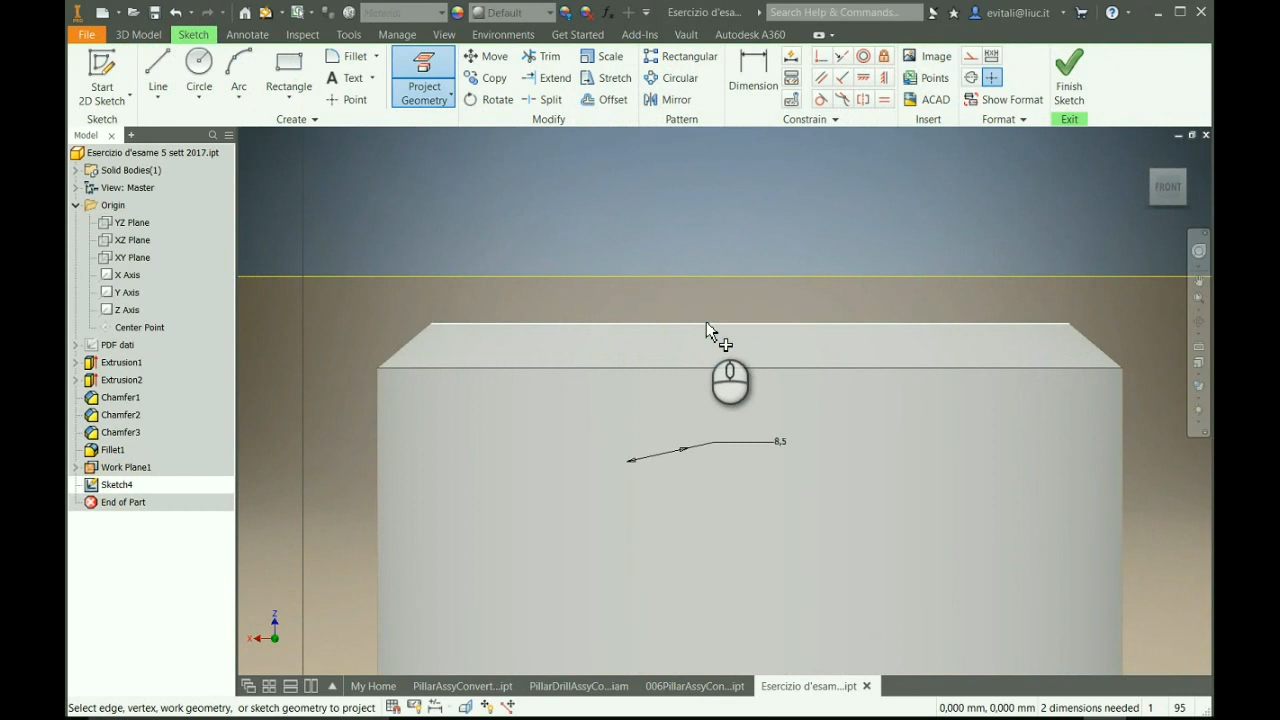 Material
Default
Esercizio d'esa...
Search Help & Commands...
evitali@liuc.it
PRO
File
3D Model
Sketch
Annotate
Inspect
Tools
Manage
View
Environments
Get Started
Add-Ins
Vault
Autodesk A360
Start
2D Sketch
Line
Circle
Arc
Rectangle
Fillet
Text
Point
Project
Geometry
Move
Copy
Rotate
Trim
Extend
Split
Scale
Stretch
Offset
Rectangular
Circular
Mirror
Dimension
Image
Points
ACAD
Show Format
Finish
Sketch
Sketch
Create
Modify
Pattern
Constrain
Insert
Format
Exit
Model
Esercizio d'esame 5 sett 2017.ipt
Solid Bodies(1)
View: Master
Origin
YZ Plane
XZ Plane
XY Plane
X Axis
Y Axis
Z Axis
Center Point
PDF dati
Extrusion1
Extrusion2
Chamfer1
Chamfer2
Chamfer3
Fillet1
Work Plane1
Sketch4
End of Part
FRONT
8,5
Z
X
My Home
PillarAssyConvert...ipt
PillarDrillAssyCo...iam
006PillarAssyCon...ipt
Esercizio d'esam...ipt
Select edge, vertex, work geometry, or sketch geometry to project
0,000 mm, 0,000 mm
2 dimensions needed
1
95